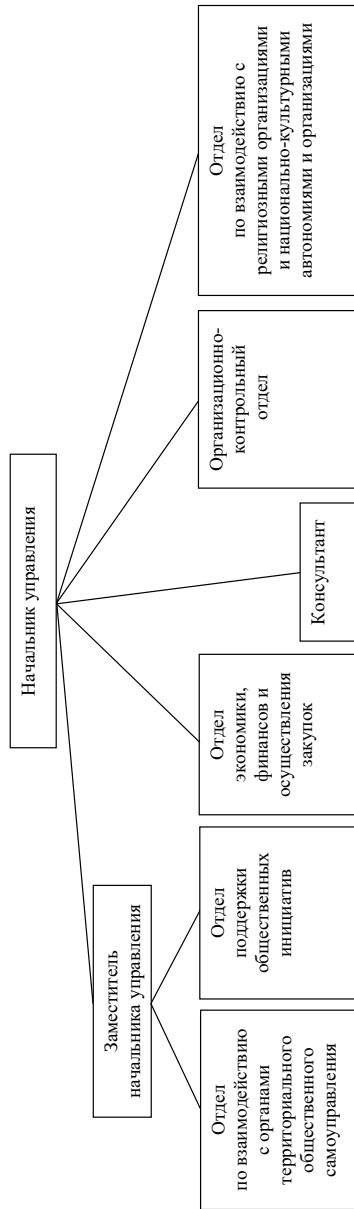 Начальник управления
Заместитель
начальника управления
Отдел
по взаимодействию
с органами
территориального
общественного
самоуправления
Отдел
поддержки
общественных
инициатив
Отдел
экономики,
финансов и
осуществления
закупок
Консультант
Организационно-
контрольный
отдел
Отдел
по взаимодействию с
религиозными организациями
и национально-культурными
автономиями и организациями